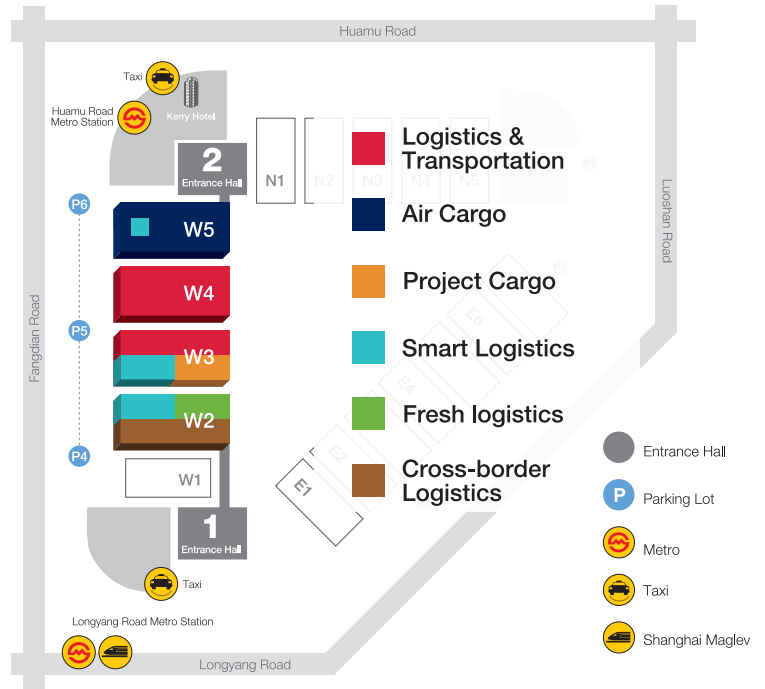 Huamu Road
Taxi
Huamu Road
Metro Station
Kerry Hotel
2
Entrance Hall
N1
N2
N3
N4
N5
P7
Logistics &
Transportation
P6
W5
Air Cargo
Luoshan Road
W4
Project Cargo
Fangdian Road
P5
W3
Smart Logistics
E6
E4
W2
Fresh logistics
E2
P4
W1
E1
Cross-border
Logistics
Entrance Hall
P
Parking Lot
1
Entrance Hall
Metro
Taxi
Taxi
Longyang Road Metro Station
Shanghai Maglev
Longyang Road